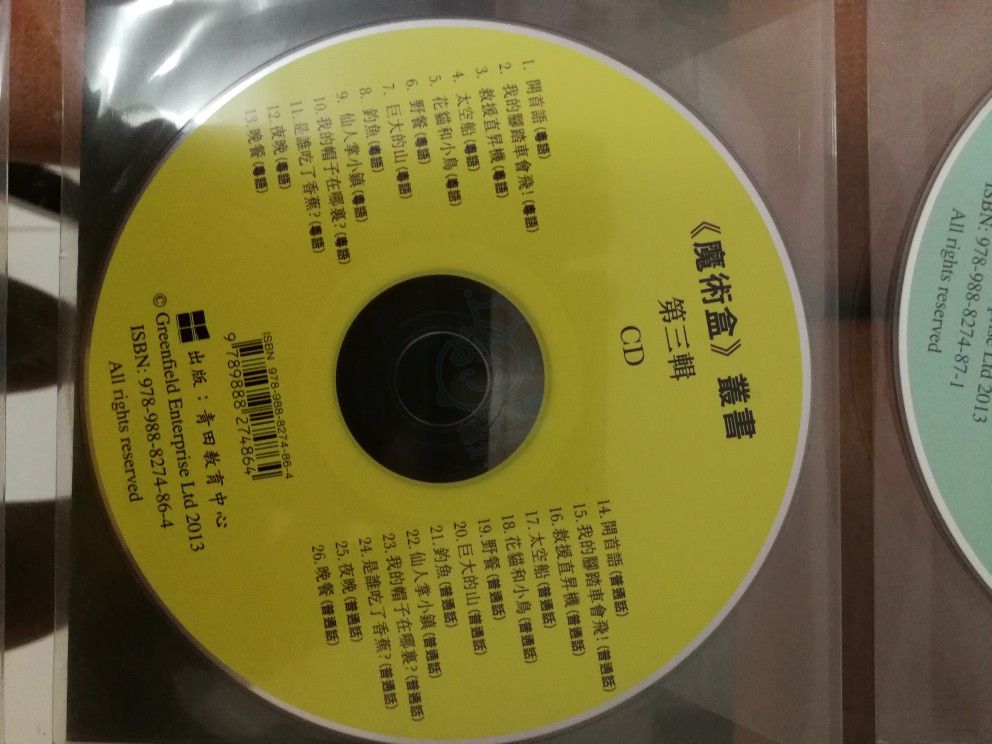 《魔術盒》叢書
第三輯
CD
1. 開首語 (粵語)
2. 我的腳踏車會飛! (粵語)
3. 救援直昇機 (粵語)
4. 太空船 (粵語)
5. 花貓和小鳥 (粵語)
6. 野餐 (粵語)
7. 巨大的山 (粵語)
8. 釣魚 (粵語)
9. 仙人掌小鎮 (粵語)
10. 我的帽子在哪裏? (粵語)
11. 是誰吃了香蕉? (粵語)
12. 夜晚 (粵語)
13. 晚餐 (粵語)
14. 開首語 (普通話)
15. 我的腳踏車會飛! (普通話)
16. 救援直昇機 (普通話)
17. 太空船 (普通話)
18. 花貓和小鳥 (普通話)
19. 野餐 (普通話)
20. 巨大的山 (普通話)
21. 釣魚 (普通話)
22. 仙人掌小鎮 (普通話)
23. 我的帽子在哪裏? (普通話)
24. 是誰吃了香蕉? (普通話)
25. 夜晚 (普通話)
26. 晚餐 (普通話)
ISBN 978-988-8274-86-4
9 789888 274864
出版：青田教育中心
© Greenfield Enterprise Ltd 2013
ISBN: 978-988-8274-86-4
All rights reserved
Ltd 2013
ISBN: 978-988-8274-87-1
All rights reserved